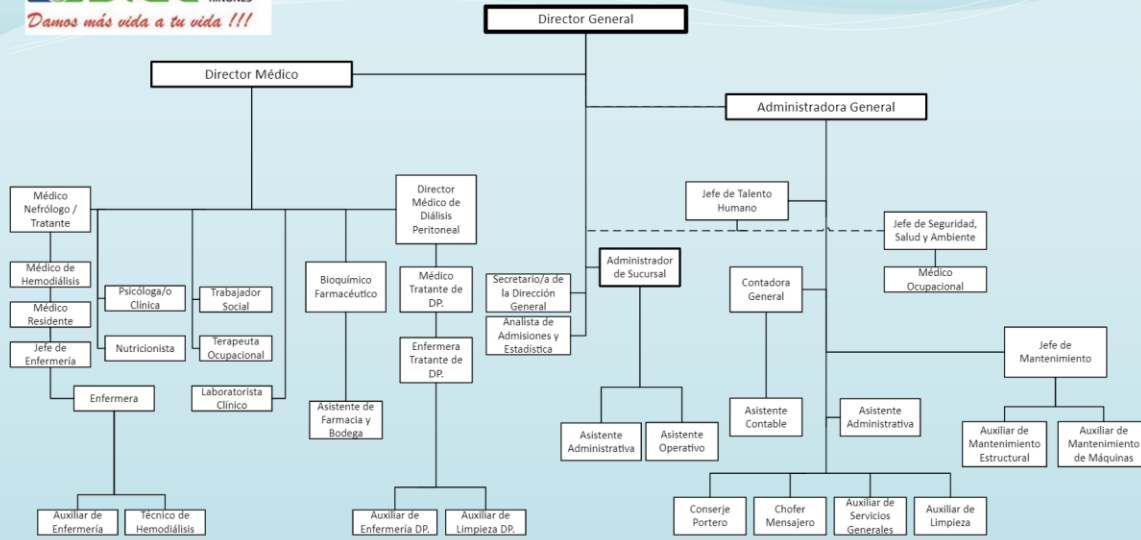 RIÑONES
Damos más vida a tu vida !!!
Director General
Director Médico
Administradora General
Médico
Nefrólogo /
Tratante
Director
Médico de
Diálisis
Peritoneal
Jefe de Talento
Humano
Jefe de Seguridad,
Salud y Ambiente
Médico de
Hemodiálisis
Psicóloga/o
Clínica
Trabajador
Social
Bioquímico
Farmacéutico
Médico
Tratante de
DP.
Secretario/a de
la Dirección
General
Administrador
de Sucursal
Contadora
General
Médico
Ocupacional
Médico
Residente
Analista de
Admisiones y
Estadística
Jefe de
Enfermería
Nutricionista
Terapeuta
Ocupacional
Enfermera
Tratante de
DP.
Jefe de
Mantenimiento
Enfermera
Laboratorista
Clínico
Asistente de
Farmacia y
Bodega
Asistente
Administrativa
Asistente
Operativo
Asistente
Contable
Asistente
Administrativa
Auxiliar de
Mantenimiento
Estructural
Auxiliar de
Mantenimiento
de Máquinas
Auxiliar de
Enfermería
Técnico de
Hemodiálisis
Auxiliar de
Enfermería DP.
Auxiliar de
Limpieza DP.
Conserje
Portero
Chofer
Mensajero
Auxiliar de
Servicios
Generales
Auxiliar de
Limpieza